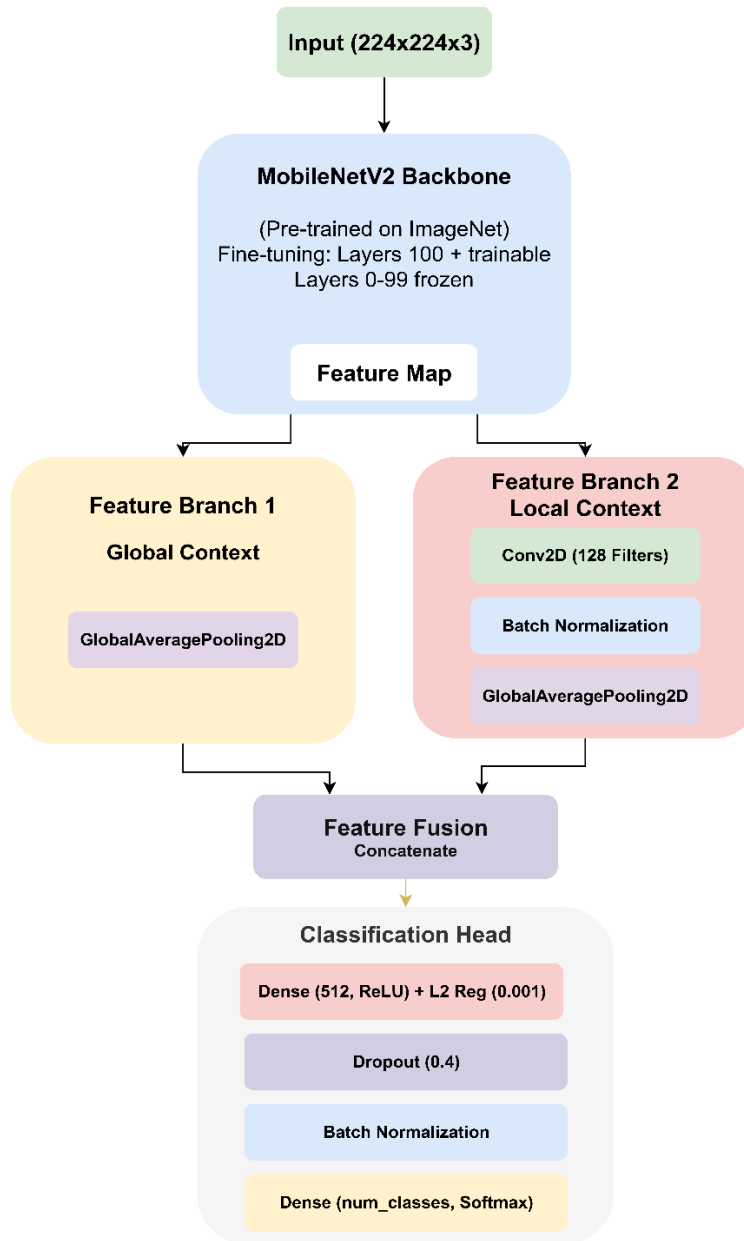 Input (224x224x3)
MobileNetV2 Backbone
(Pre-trained on ImageNet)
Fine-tuning: Layers 100 + trainable
Layers 0-99 frozen
Feature Map
Feature Branch 1
Global Context
GlobalAveragePooling2D
Feature Branch 2
Local Context
Conv2D (128 Filters)
Batch Normalization
GlobalAveragePooling2D
Feature Fusion
Concatenate
Classification Head
Dense (512, ReLU) + L2 Reg (0.001)
Dropout (0.4)
Batch Normalization
Dense (num_classes, Softmax)